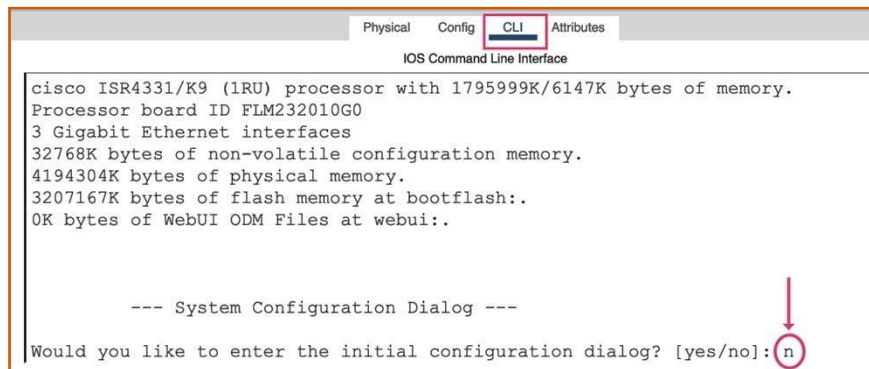 Physical Config CLI Attributes
IOS Command Line Interface
cisco ISR4331/K9 (1RU) processor with 1795999K/6147K bytes of memory.
Processor board ID FLM232010G0
3 Gigabit Ethernet interfaces
32768K bytes of non-volatile configuration memory.
4194304K bytes of physical memory.
3207167K bytes of flash memory at bootflash:.
0K bytes of WebUI ODM Files at webui:.
--- System Configuration Dialog ---
Would you like to enter the initial configuration dialog? [yes/no]: n